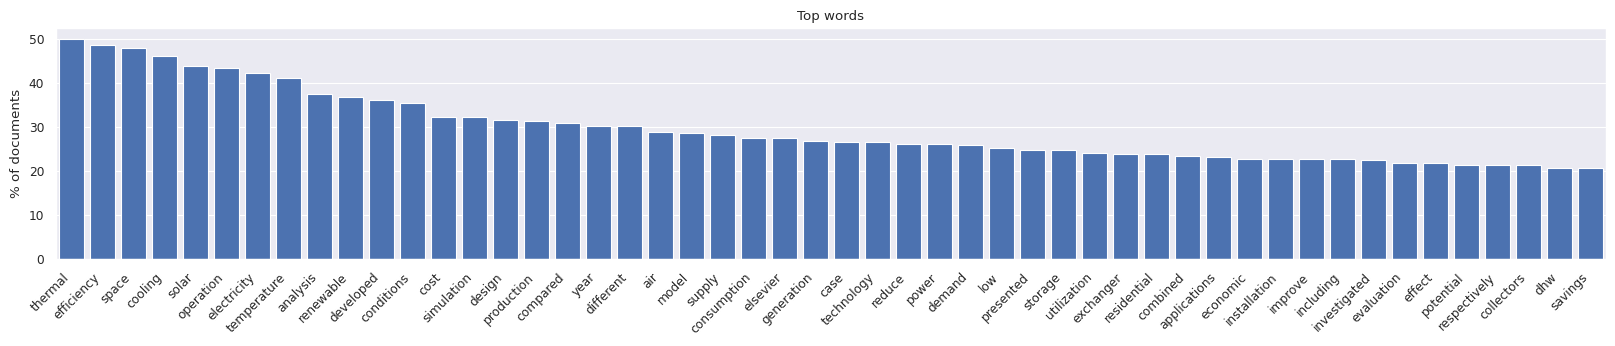 Top words
% of documents
50
40
30
20
10
0
thermal
efficiency
space
cooling
solar
operation
electricity
temperature
analysis
renewable
developed
conditions
cost
simulation
design
production
compared
year
different
air
model
supply
consumption
elsevier
generation
case
technology
reduce
power
demand
low
presented
storage
utilization
exchanger
residential
combined
applications
economic
installation
improve
including
investigated
evaluation
effect
potential
respectively
collectors
dhw
savings